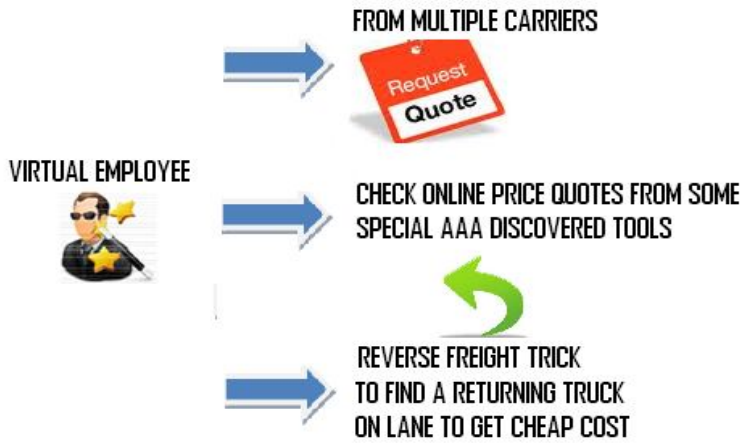 FROM MULTIPLE CARRIERS
Request
Quote
VIRTUAL EMPLOYEE
CHECK ONLINE PRICE QUOTES FROM SOME
SPECIAL AAA DISCOVERED TOOLS
REVERSE FREIGHT TRICK
TO FIND A RETURNING TRUCK
ON LANE TO GET CHEAP COST